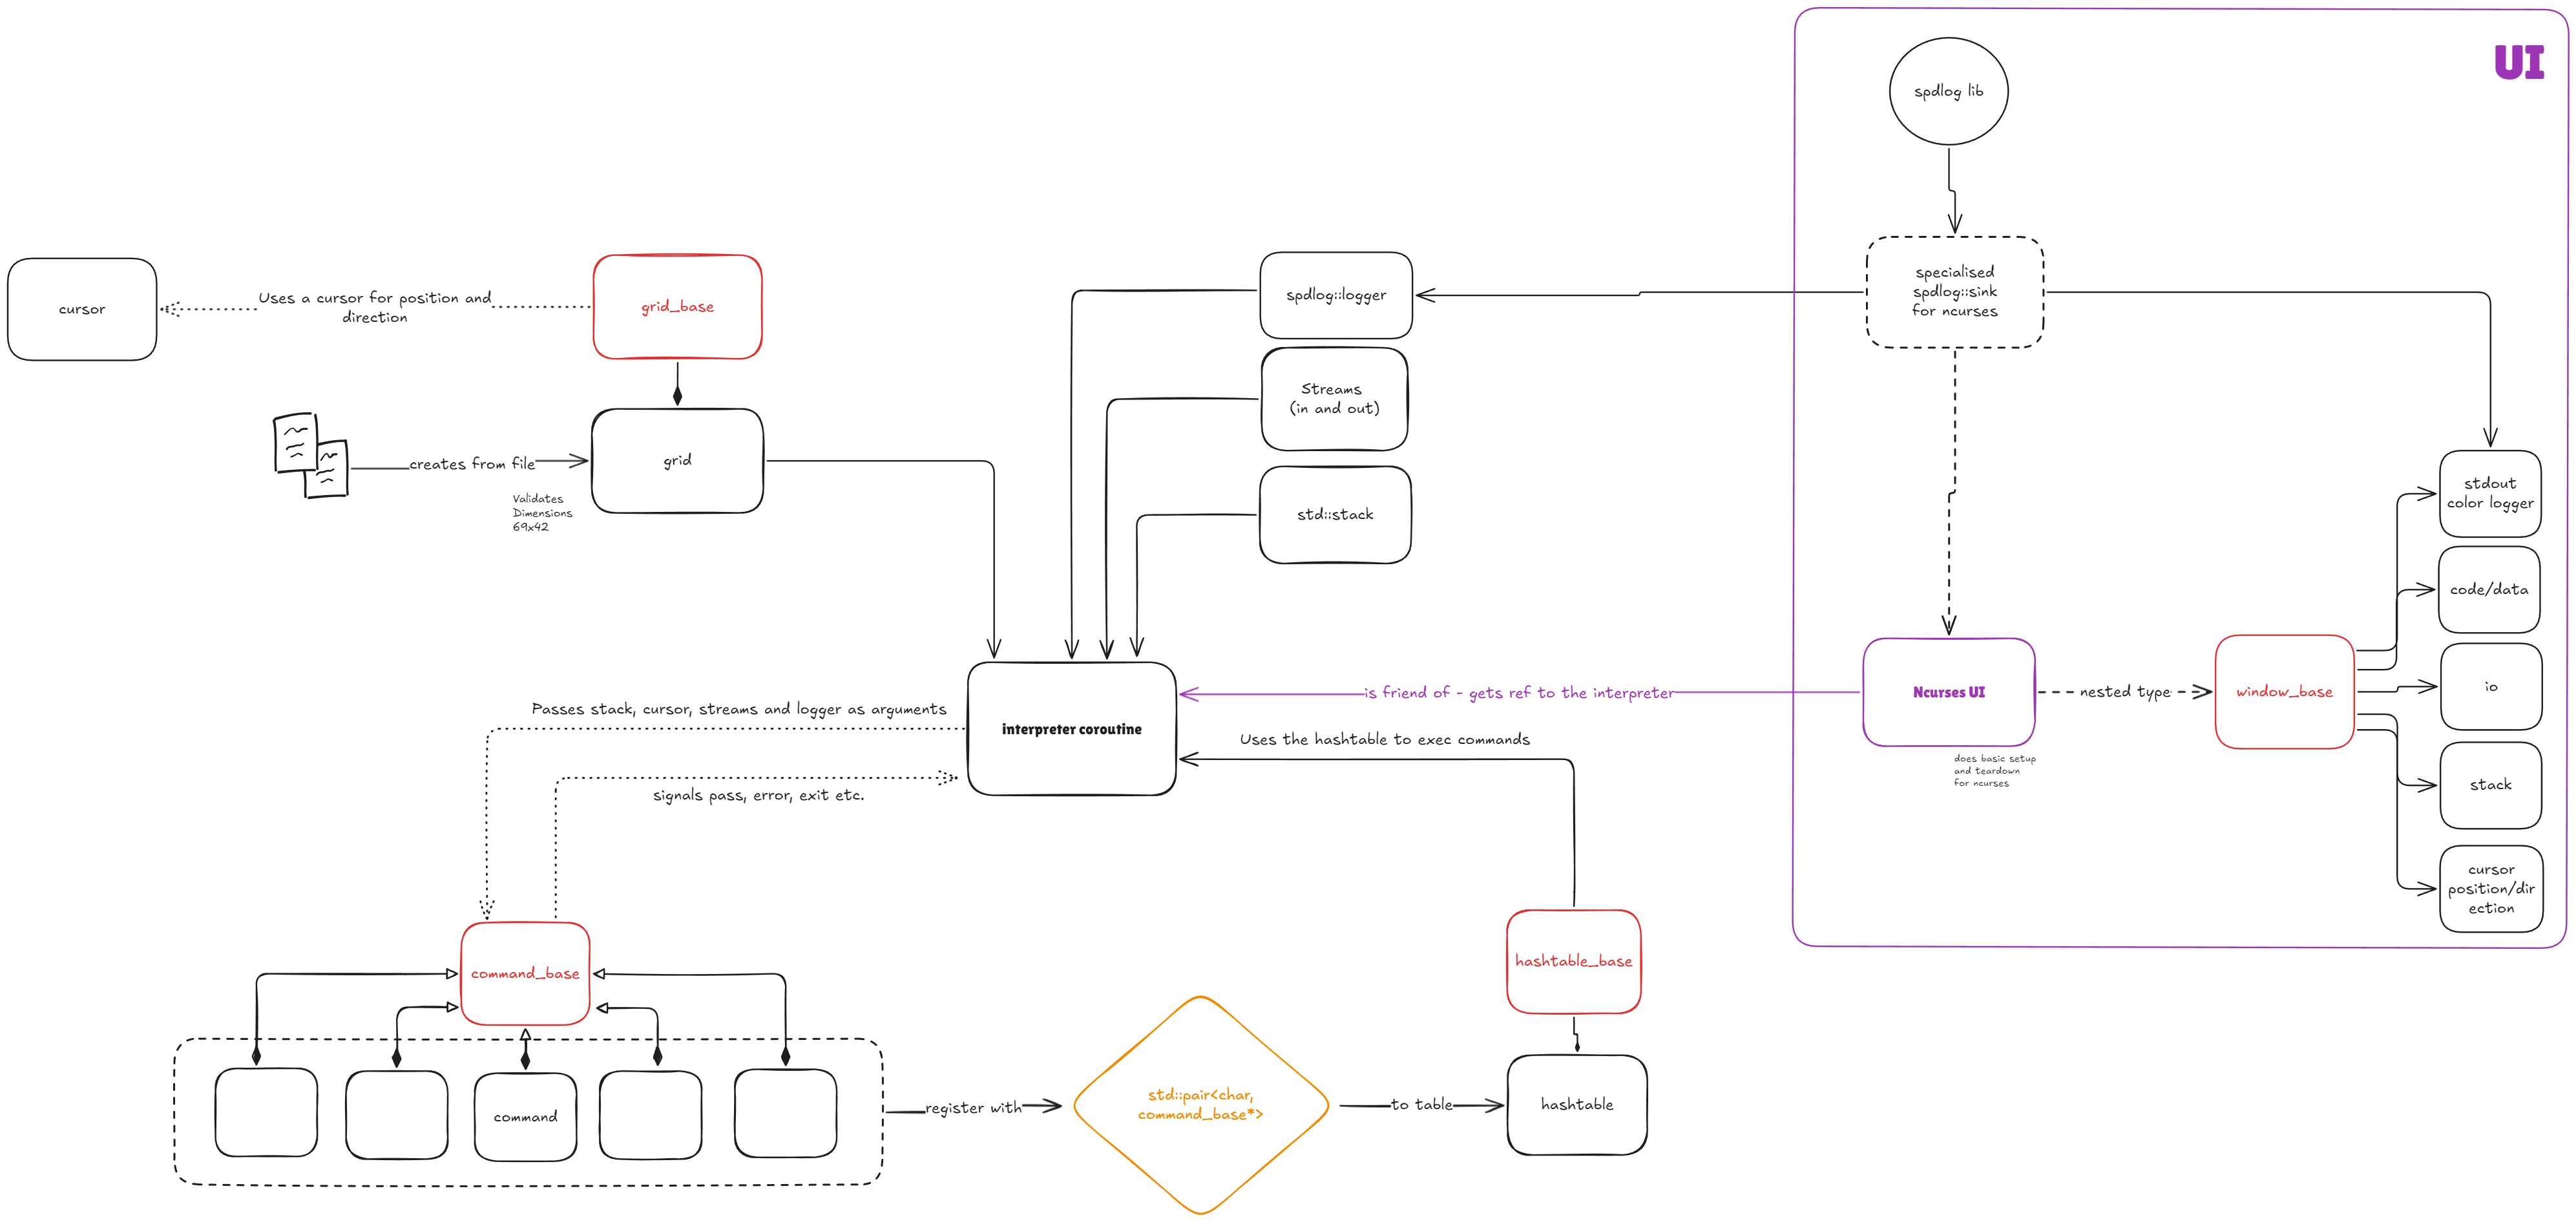 UI
spdlog lib
specialised
spdlog::sink
for ncurses
cursor
Uses a cursor for position and
direction
grid_base
spdlog::logger
Streams
(in and out)
creates from file
grid
Validates
Dimensions
69x42
std::stack
stdout
color logger
code/data
io
stack
cursor
position/dir
ection
Passes stack, cursor, streams and logger as arguments
interpreter coroutine
is friend of - gets ref to the interpreter
Ncurses UI
nested type
window_base
does basic setup
and teardown
for ncurses
Uses the hashtable to exec commands
signals pass, error, exit etc.
command_base
hashtable_base
command
register with
std::pair<char,
command_base*>
to table
hashtable